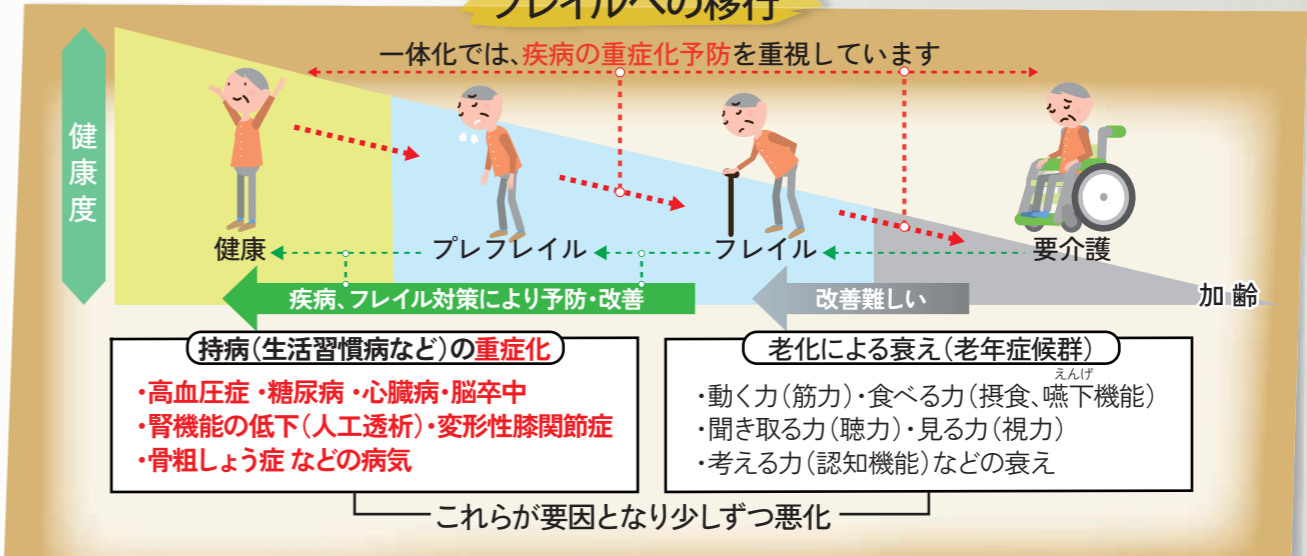 フレイルへの移行
一体化では、疾病の重症化予防を重視しています
健康度
健康
プレフレイル
フレイル
要介護
疾病、フレイル対策により予防・改善
改善難しい
加齢
持病(生活習慣病など)の重症化
・高血圧症 ・糖尿病 ・心臓病・脳卒中
・腎機能の低下(人工透析)・変形性膝関節症
・骨粗しょう症 などの病気
老化による衰え(老年症候群)
えんげ
・動く力(筋力)・食べる力(摂食、嚥下機能)
・聞き取る力(聴力)・見る力(視力)
・考える力(認知機能)などの衰え
これらが要因となり少しずつ悪化